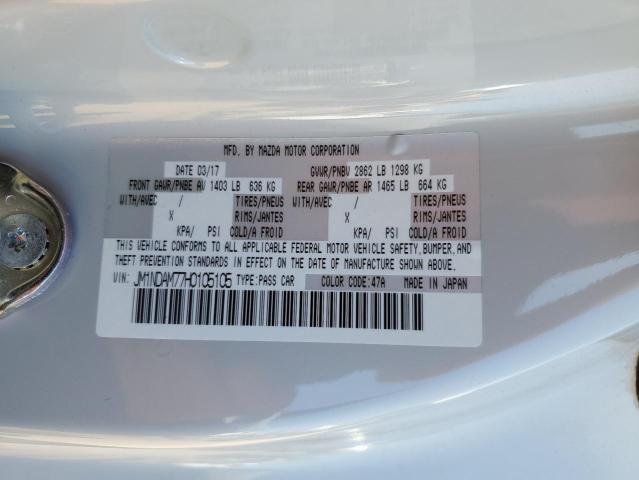 MFD. BY MAZDA MOTOR CORPORATION
DATE 03/17 GVWR/PNBV 2862 LB 1298 KG
FRONT GAWR/PNBE AV 1403 LB 636 KG REAR GAWR/PNBE AR 1465 LB 664 KG
WITH/AVEC / TIRES/PNEUS WITH/AVEC / TIRES/PNEUS
X RIMS/JANTES X RIMS/JANTES
KPA/ PSI COLD/A FROID KPA/ PSI COLD/A FROID
THIS VEHICLE CONFORMS TO ALL APPLICABLE FEDERAL MOTOR VEHICLE SAFETY, BUMPER, AND
THEFT PREVENTION STANDARDS IN EFFECT ON THE DATE OF MANUFACTURE SHOWN ABOVE.
VIN: JM1NDAM77H0105105 TYPE:PASS CAR COLOR CODE:47A MADE IN JAPAN